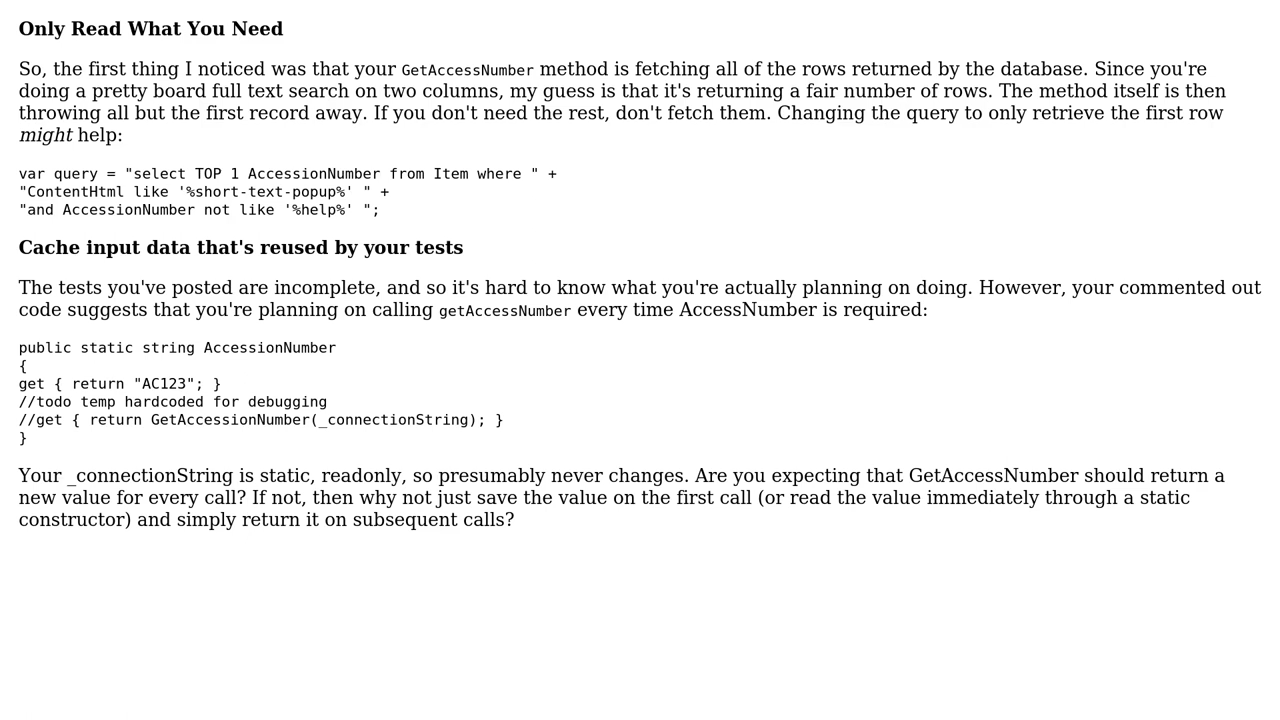 Only Read What You Need
So, the first thing I noticed was that your GetAccessNumber method is fetching all of the rows returned by the database. Since you're
doing a pretty board full text search on two columns, my guess is that it's returning a fair number of rows. The method itself is then
throwing all but the first record away. If you don't need the rest, don't fetch them. Changing the query to only retrieve the first row
might help:
var query = "select TOP 1 AccessionNumber from Item where " +
"ContentHtml like '%short-text-popup%' " +
"and AccessionNumber not like '%help%' ";
Cache input data that's reused by your tests
The tests you've posted are incomplete, and so it's hard to know what you're actually planning on doing. However, your commented out
code suggests that you're planning on calling getAccessNumber every time AccessNumber is required:
public static string AccessionNumber
{
get { return "AC123"; }
//todo temp hardcoded for debugging
//get { return GetAccessionNumber(_connectionString); }
}
Your _connectionString is static, readonly, so presumably never changes. Are you expecting that GetAccessNumber should return a
new value for every call? If not, then why not just save the value on the first call (or read the value immediately through a static
constructor) and simply return it on subsequent calls?